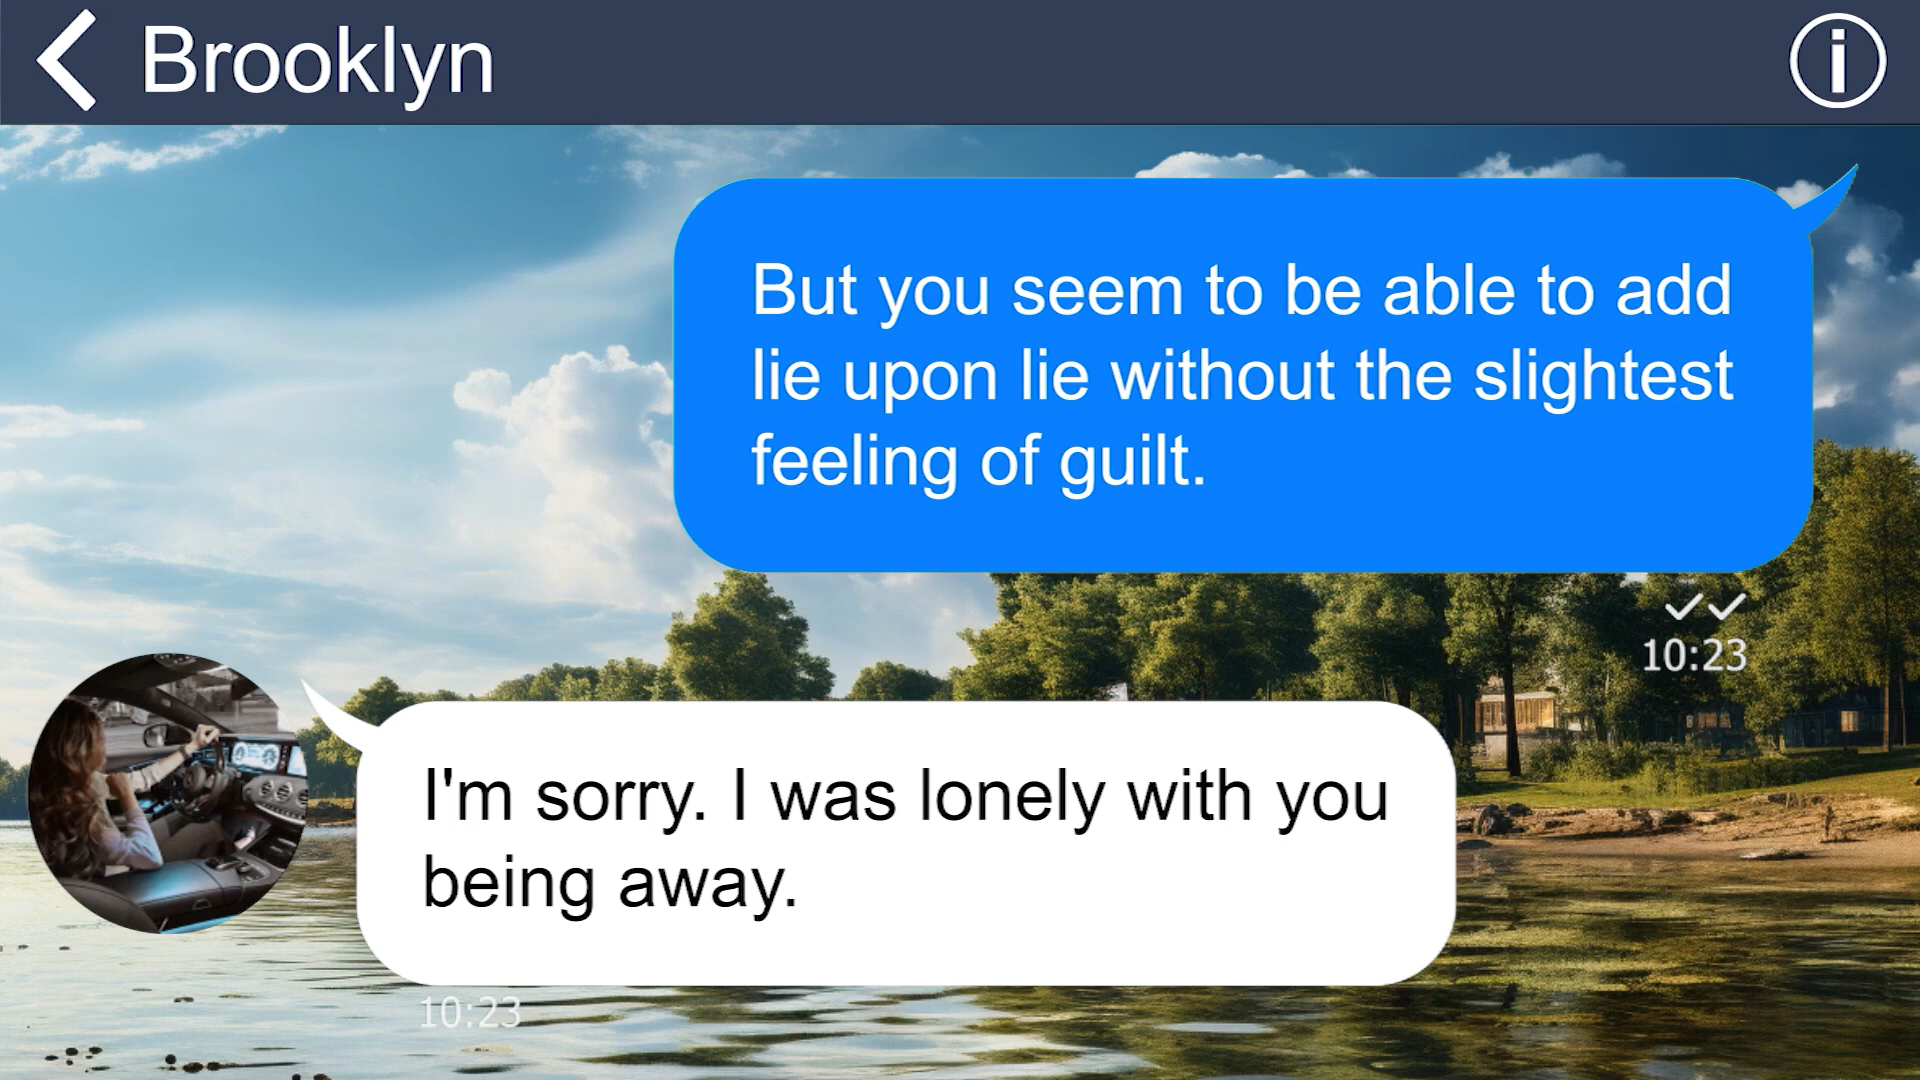 Brooklyn
But you seem to be able to add
lie upon lie without the slightest
feeling of guilt.
10:23
I'm sorry. I was lonely with you
being away.
10:23